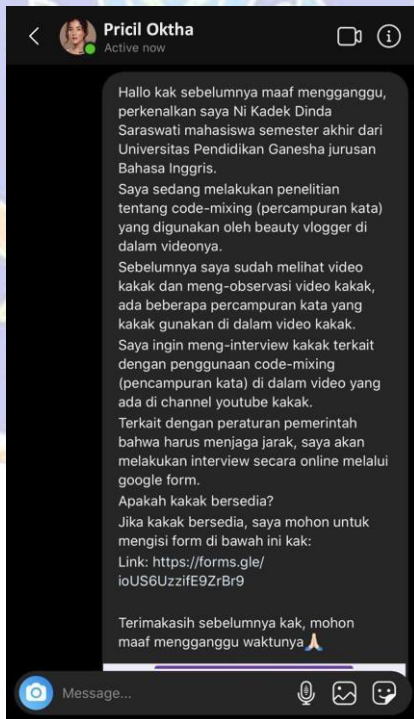 Pricil Oktha
Active now
Hallo kak sebelumnya maaf mengganggu,
perkenalkan saya Ni Kadek Dinda
Saraswati mahasiswa semester akhir dari
Universitas Pendidikan Ganesha jurusan
Bahasa Inggris.
Saya sedang melakukan penelitian
tentang code-mixing (percampuran kata)
yang digunakan oleh beauty vlogger di
dalam videonya.
Sebelumnya saya sudah melihat video
kakak dan meng-observasi video kakak,
ada beberapa percampuran kata yang
kakak gunakan di dalam video kakak.
Saya ingin meng-interview kakak terkait
dengan penggunaan code-mixing
(pencampuran kata) di dalam video yang
ada di channel youtube kakak.
Terkait dengan peraturan pemerintah
bahwa harus menjaga jarak, saya akan
melakukan interview secara online melalui
google form.
Apakah kakak bersedia?
Jika kakak bersedia, saya mohon untuk
mengisi form di bawah ini kak:
Link: https://forms.gle/
ioUS6UzzifE9ZrBr9
Terimakasih sebelumnya kak, mohon
maaf mengganggu waktunya🙏🏻
Message...